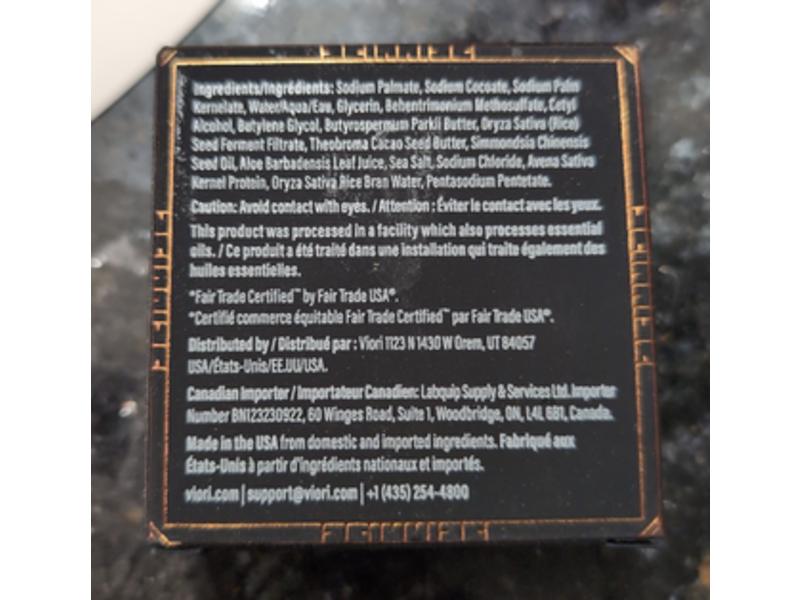 Ingredients/Ingrédients: Sodium Palmate, Sodium Cocoate, Sodium Palm
Kernelate, Water/Aqua/Eau, Glycerin, Behentrimonium Methosulfate, Cetyl
Alcohol, Butylene Glycol, Butyrospermum Parkii Butter, Oryza Sativa (Rice)
Seed Ferment Filtrate, Theobroma Cacao Seed Butter, Simmondsia Chinensis
Seed Oil, Aloe Barbadensis Leaf Juice, Sea Salt, Sodium Chloride, Avena Sativa
Kernel Protein, Oryza Sativa Rice Bran Water, Pentasodium Pentetate.
Caution: Avoid contact with eyes. / Attention : Éviter le contact avec les yeux.
This product was processed in a facility which also processes essential
oils. / Ce produit a été traité dans une installation qui traite également des
huiles essentielles.
*Fair Trade Certified™ by Fair Trade USA®.
*Certifié commerce équitable Fair Trade Certified™ par Fair Trade USA®.
Distributed by / Distribué par : Viori 1123 N 1430 W Orem, UT 84057
USA/États-Unis/EE.UU/USA.
Canadian Importer / Importateur Canadien: Labquip Supply & Services Ltd. Importer
Number BN123230922, 60 Winges Road, Suite 1, Woodbridge, ON, L4L 6B1, Canada.
Made in the USA from domestic and imported ingredients. Fabriqué aux
États-Unis à partir d'ingrédients nationaux et importés.
viori.com | support@viori.com | +1 (435) 254-4800